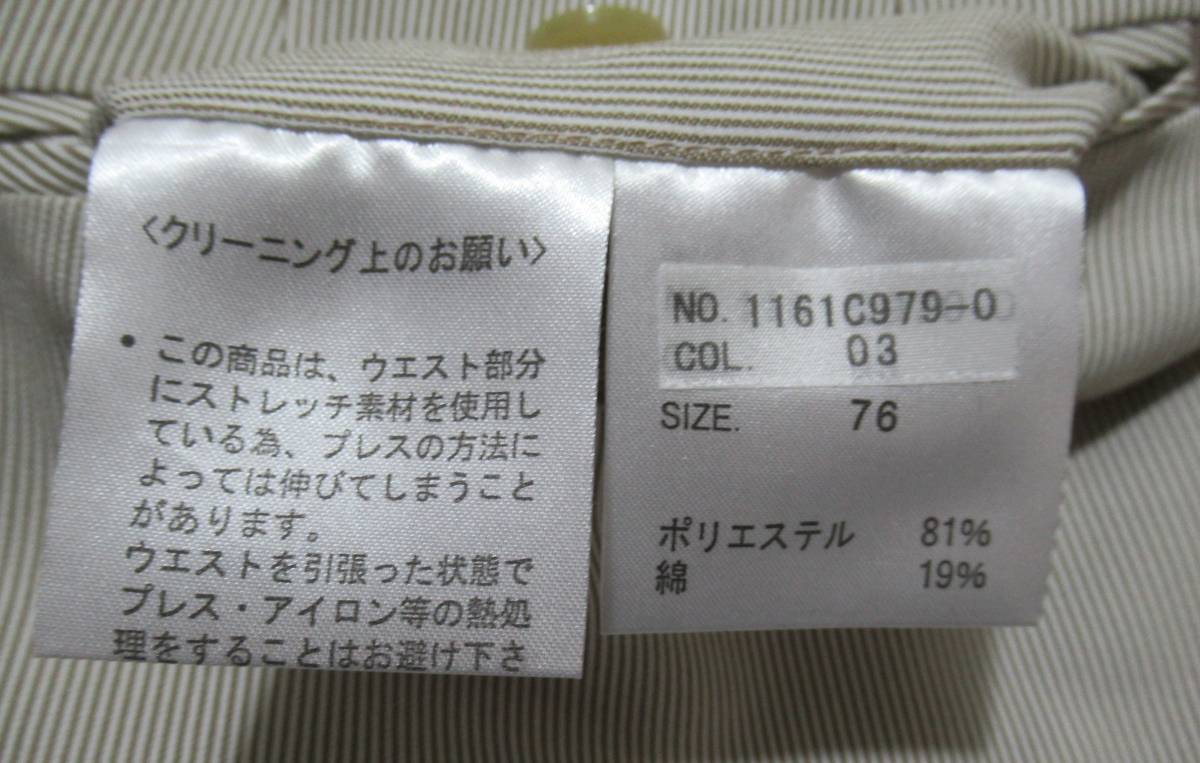 〈クリーニング上のお願い〉
• この商品は、ウエスト部分
にストレッチ素材を使用し
ている為、プレスの方法に
よっては伸びてしまうこと
があります。
ウエストを引張った状態で
プレス・アイロン等の熱処
理をすることはお避け下さ
NO. 1161C979-0
COL. 03
SIZE. 76
ポリエステル 81%
綿 19%